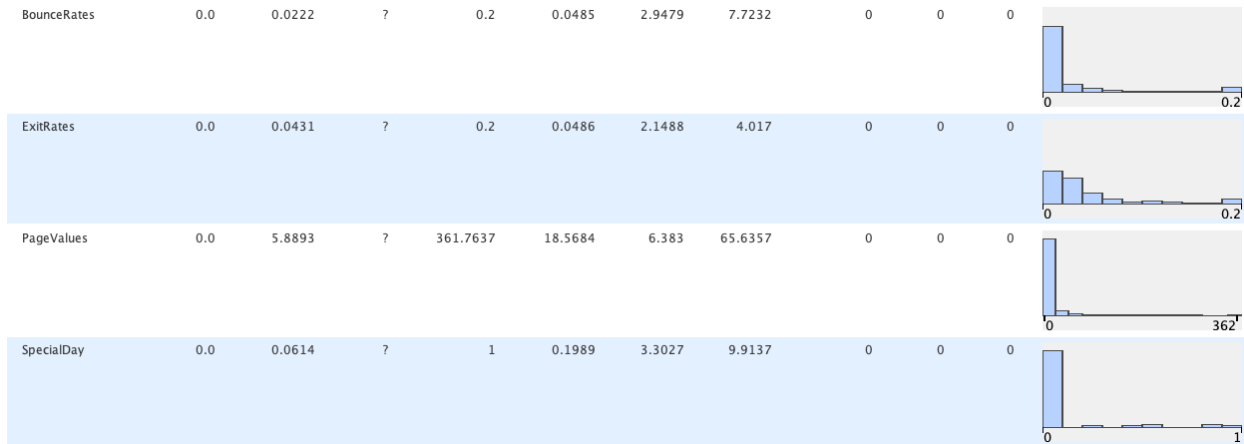 BounceRates 0.0 0.0222 ? 0.2 0.0485 2.9479 7.7232 0 0 0
0 0.2
ExitRates 0.0 0.0431 ? 0.2 0.0486 2.1488 4.017 0 0 0
0 0.2
PageValues 0.0 5.8893 ? 361.7637 18.5684 6.383 65.6357 0 0 0
0 362
SpecialDay 0.0 0.0614 ? 1 0.1989 3.3027 9.9137 0 0 0
0 1